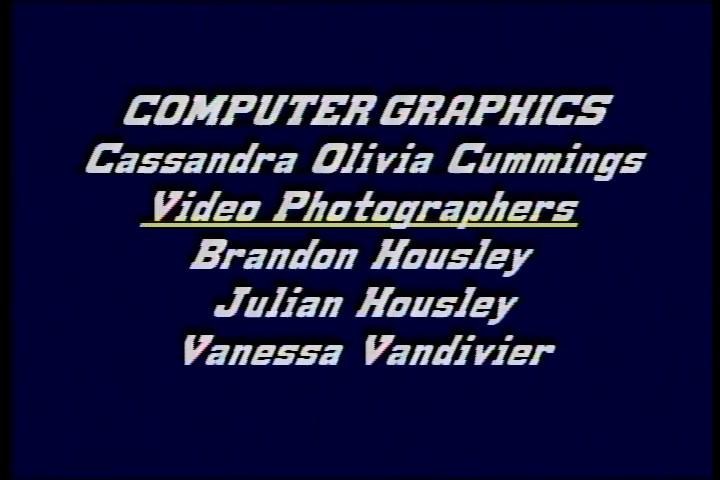 COMPUTER GRAPHICS
Cassandra Olivia Cummings
Video Photographers
Brandon Housley
Julian Housley
Vanessa Vandivier